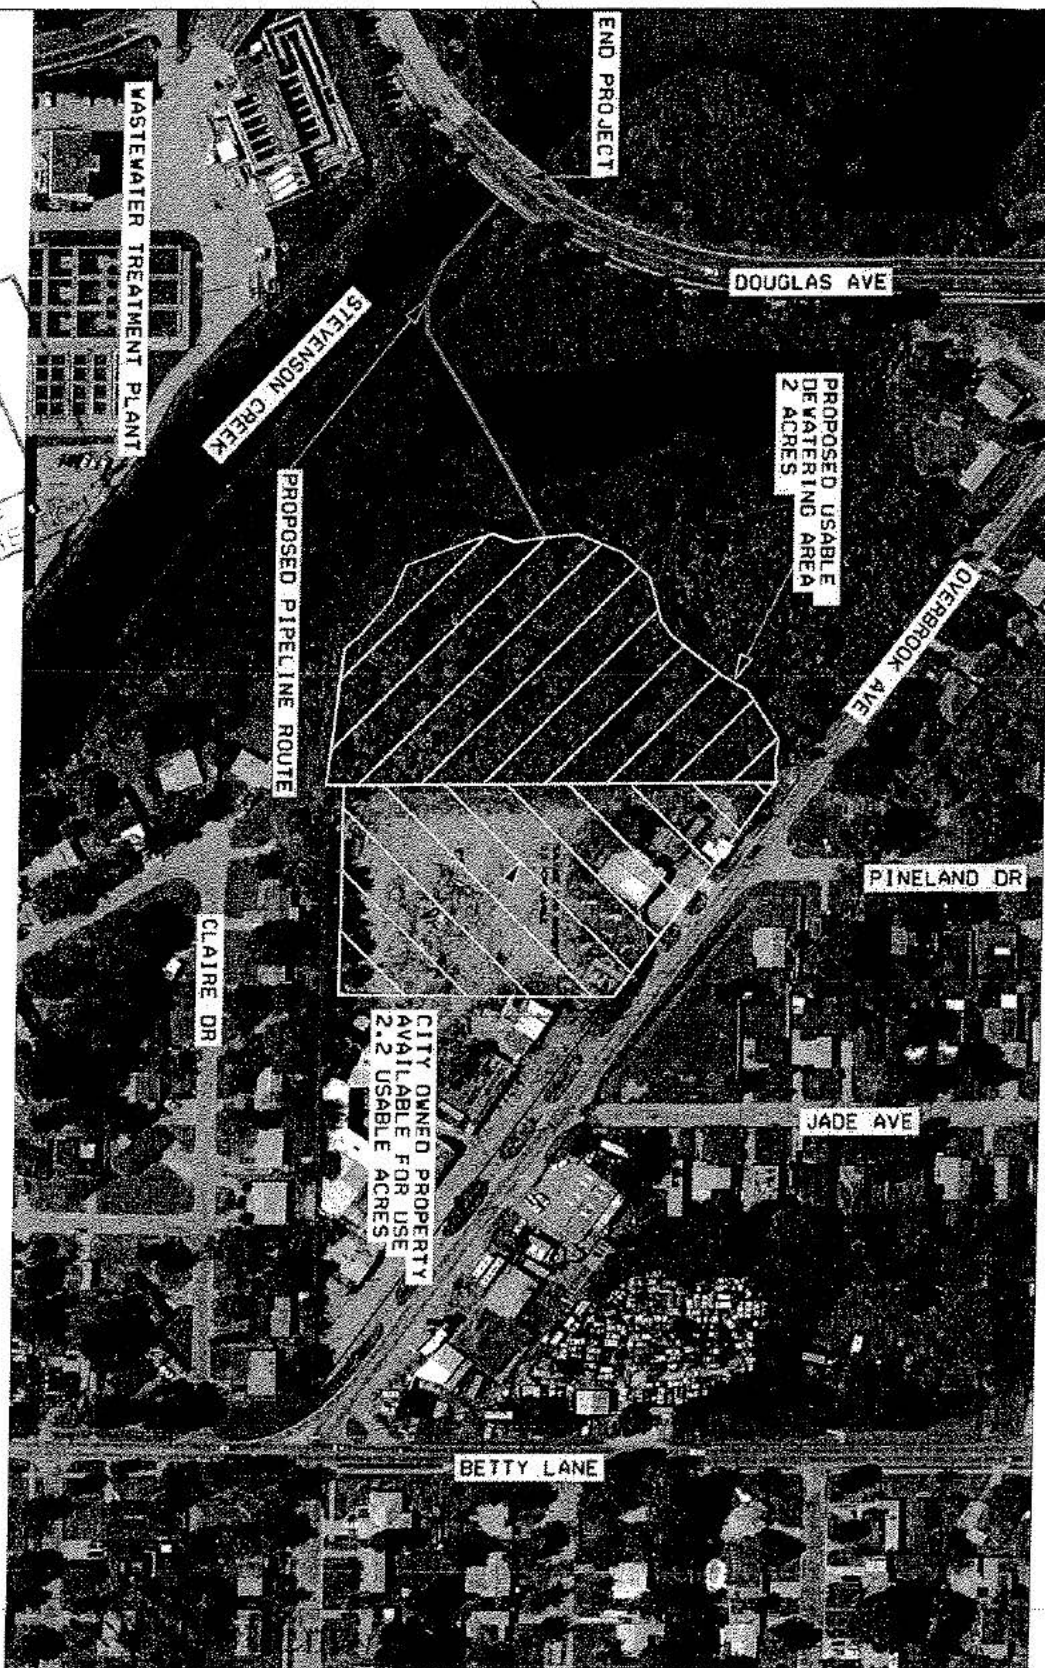 END PROJECT
DOUGLAS AVE
WASTEWATER TREATMENT PLANT
STEVENSON CREEK
PROPOSED PIPELINE ROUTE
PROPOSED USABLE
DEWATERING AREA
2 ACRES
OVERBROOK AVE
PINELAND DR
CLAIRE DR
CITY OWNED PROPERTY
AVAILABLE FOR USE
2.2 USABLE ACRES
JADE AVE
BETTY LANE